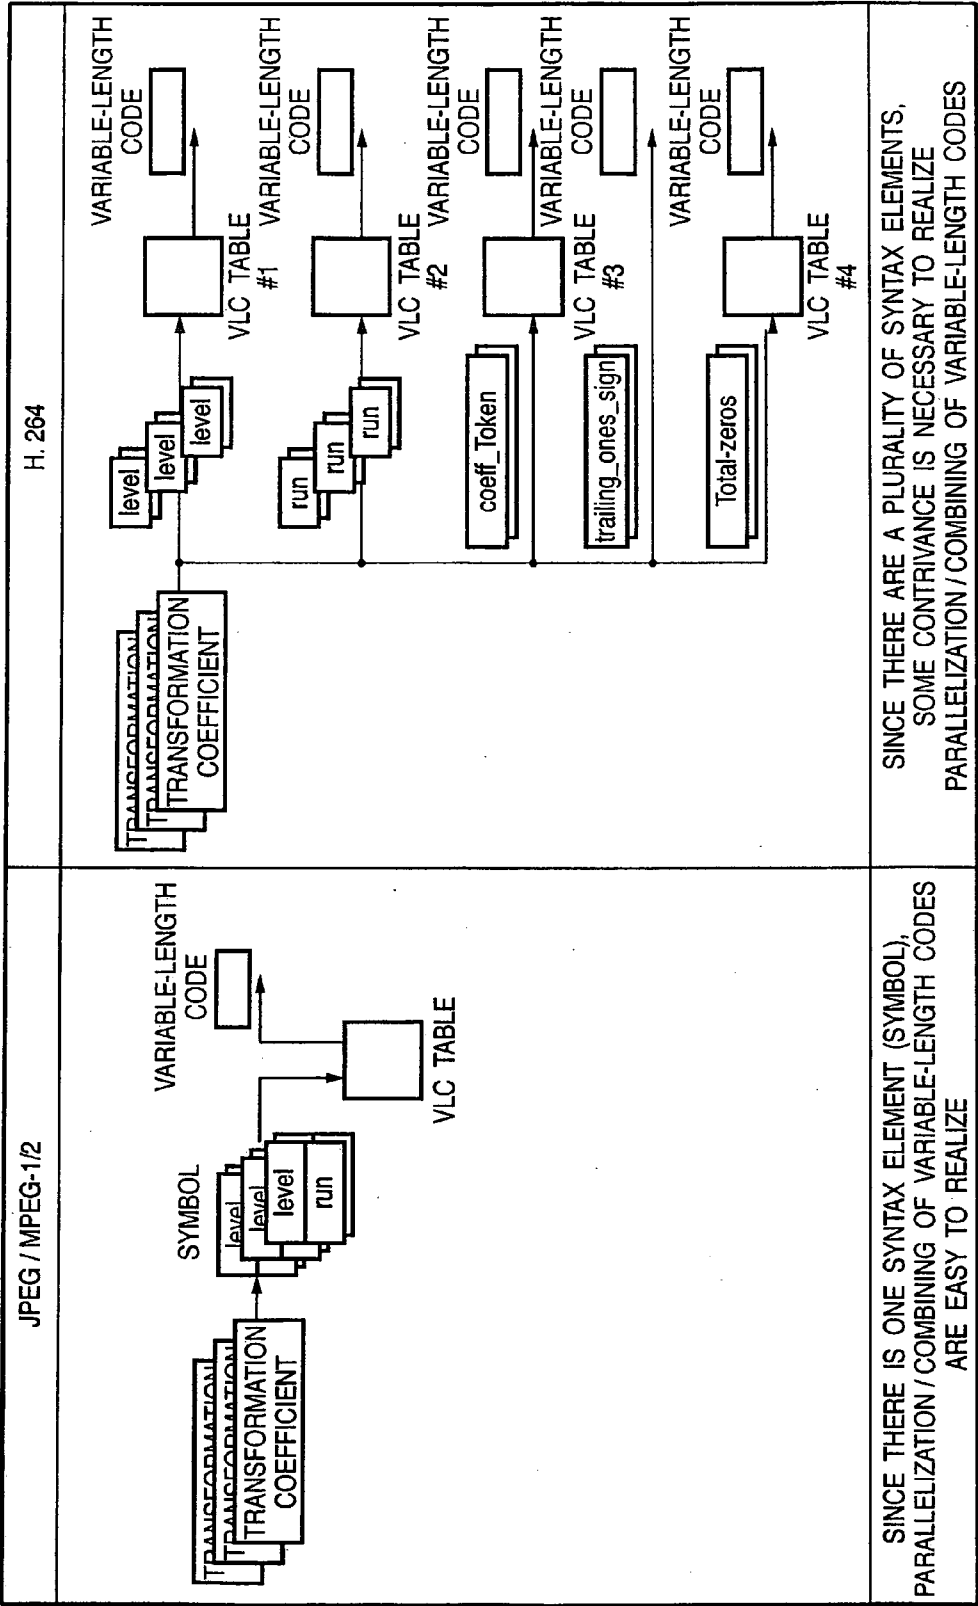 JPEG / MPEG-1/2
TRANSFORMATION
TRANSFORMATION
TRANSFORMATION
COEFFICIENT
SYMBOL
level
level
level
run
VLC TABLE
VARIABLE-LENGTH
CODE
SINCE THERE IS ONE SYNTAX ELEMENT (SYMBOL),
PARALLELIZATION / COMBINING OF VARIABLE-LENGTH CODES
ARE EASY TO REALIZE
H.264
TRANSFORMATION
TRANSFORMATION
TRANSFORMATION
COEFFICIENT
level
level
level
VLC TABLE
#1
VARIABLE-LENGTH
CODE
run
run
run
VLC TABLE
#2
VARIABLE-LENGTH
CODE
coeff_Token
VLC TABLE
#3
VARIABLE-LENGTH
CODE
trailing_ones_sign
VARIABLE-LENGTH
CODE
Total-zeros
VLC TABLE
#4
VARIABLE-LENGTH
CODE
SINCE THERE ARE A PLURALITY OF SYNTAX ELEMENTS,
SOME CONTRIVANCE IS NECESSARY TO REALIZE
PARALLELIZATION / COMBINING OF VARIABLE-LENGTH CODES